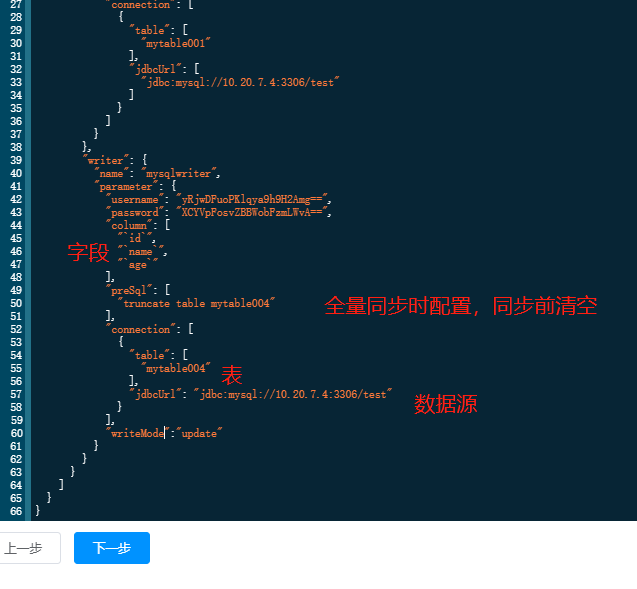 27 "connection": [
28 {
29 "table": [
30 "mytable001"
31 ],
32 "jdbcUrl": [
33 "jdbc:mysql://10.20.7.4:3306/test"
34 ]
35 }
36 ]
37 }
38 },
39 "writer": {
40 "name": "mysqlwriter",
41 "parameter": {
42 "username": "yRjwDFuoPKlqya9h9H2Amg==",
43 "password": "XCYVpFosvZBBWobFzmLWvA==",
44 "column": [
45 "`id`",
46 字段 "`name`",
47 "`age`"
48 ],
49 "preSql": [
50 "truncate table mytable004" 全量同步时配置，同步前清空
51 ],
52 "connection": [
53 {
54 "table": [
55 "mytable004" 表
56 ],
57 "jdbcUrl": "jdbc:mysql://10.20.7.4:3306/test" 数据源
58 }
59 ],
60 "writeMode":"update"
61 }
62 }
63 }
64 ]
65 }
66 }
上一步 下一步